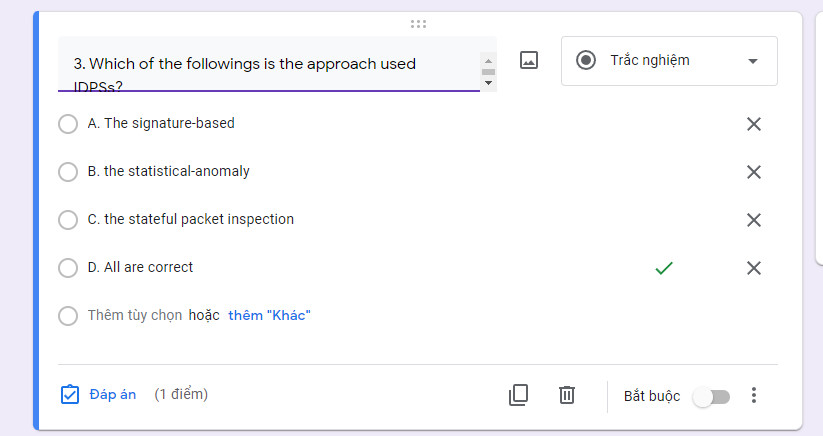 3. Which of the followings is the approach used
IDPSs?
Trắc nghiệm
A. The signature-based
B. the statistical-anomaly
C. the stateful packet inspection
D. All are correct
Thêm tùy chọn hoặc thêm "Khác"
Đáp án (1 điểm)
Bắt buộc